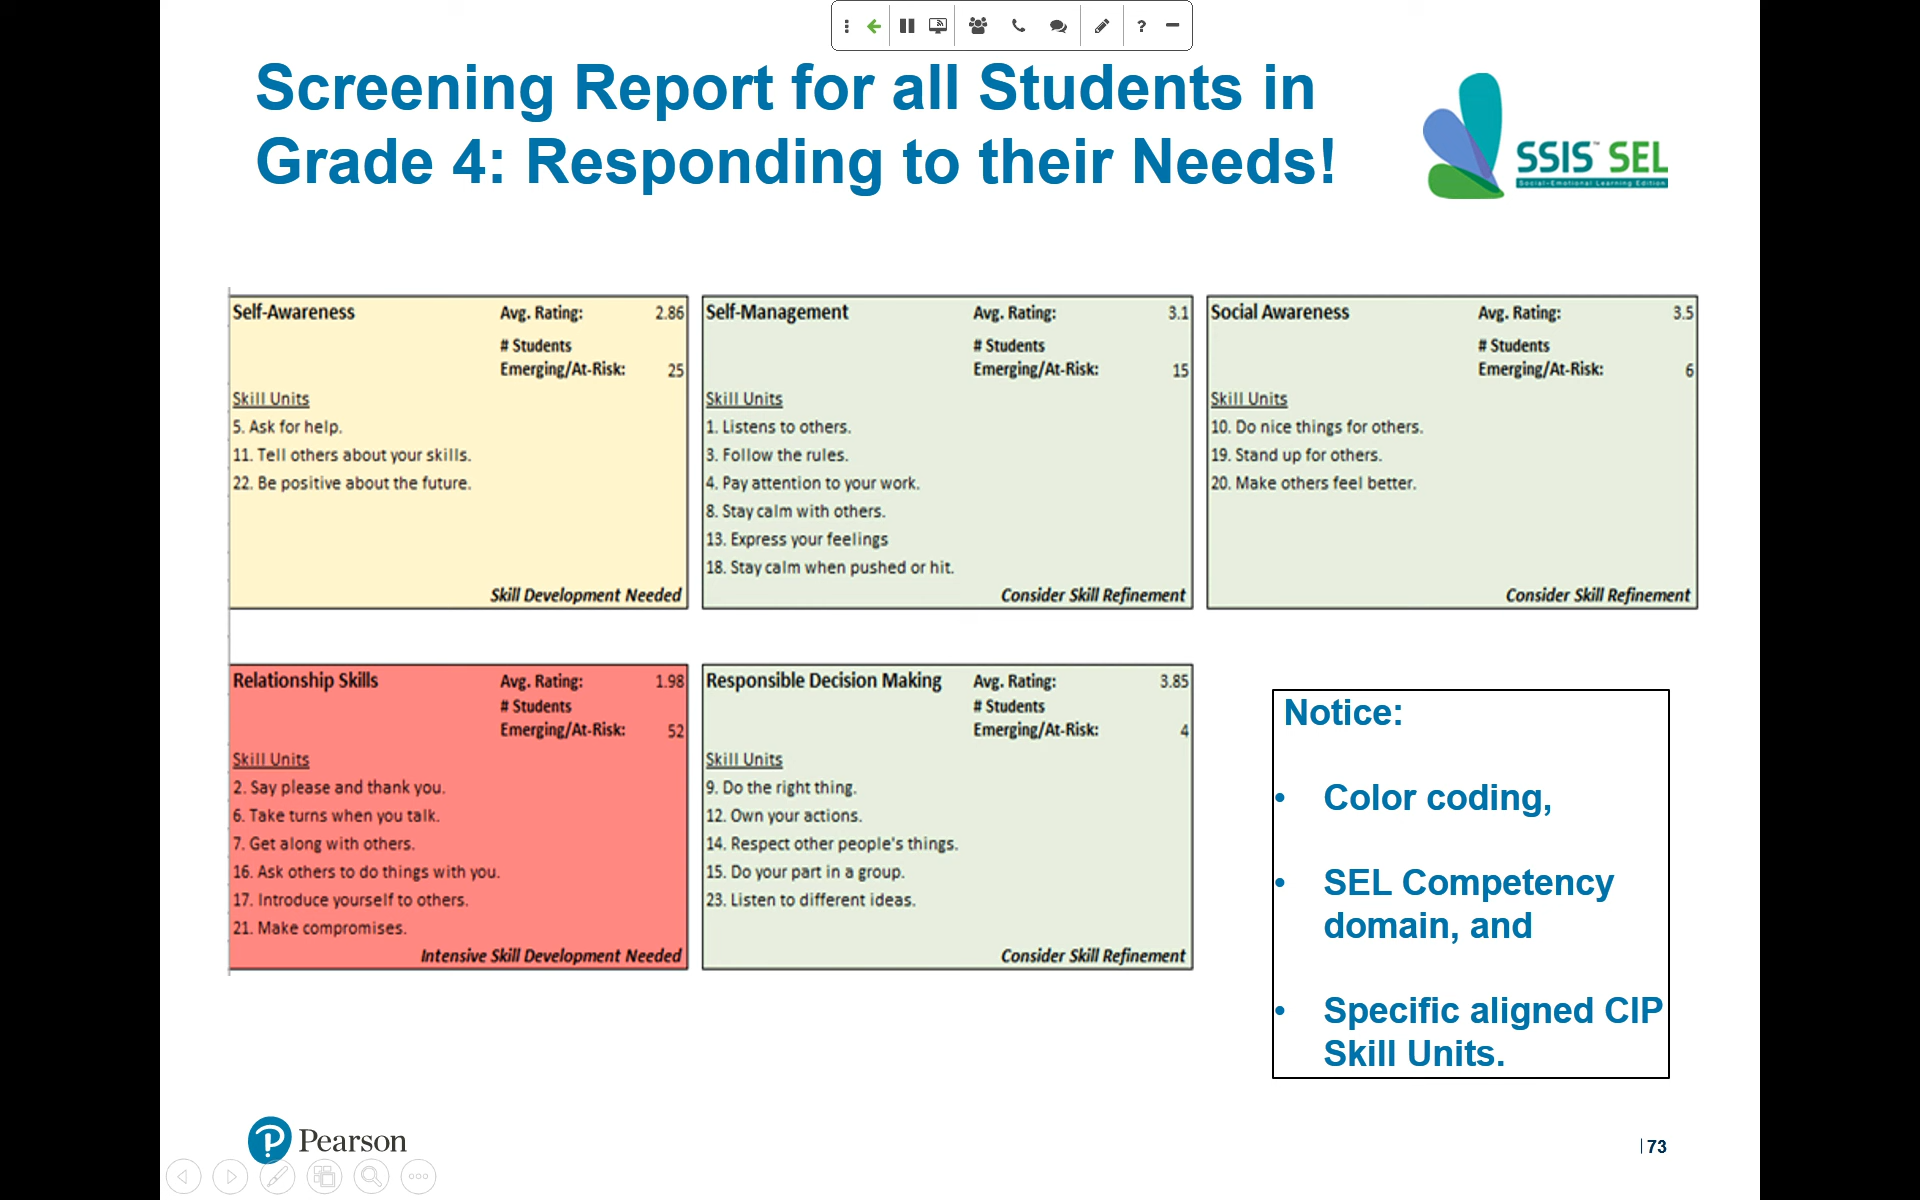 ?
Screening Report for all Students in
Grade 4: Responding to their Needs!
SSIS™ SEL
Social-Emotional Learning Edition
Self-Awareness Avg. Rating: 2.86
# Students
Emerging/At-Risk: 25
Skill Units
5. Ask for help.
11. Tell others about your skills.
22. Be positive about the future.
Skill Development Needed
Self-Management Avg. Rating: 3.1
# Students
Emerging/At-Risk: 15
Skill Units
1. Listens to others.
3. Follow the rules.
4. Pay attention to your work.
8. Stay calm with others.
13. Express your feelings
18. Stay calm when pushed or hit.
Consider Skill Refinement
Social Awareness Avg. Rating: 3.5
# Students
Emerging/At-Risk: 6
Skill Units
10. Do nice things for others.
19. Stand up for others.
20. Make others feel better.
Consider Skill Refinement
Relationship Skills Avg. Rating: 1.98
# Students
Emerging/At-Risk: 52
Skill Units
2. Say please and thank you.
6. Take turns when you talk.
7. Get along with others.
16. Ask others to do things with you.
17. Introduce yourself to others.
21. Make compromises.
Intensive Skill Development Needed
Responsible Decision Making Avg. Rating: 3.85
# Students
Emerging/At-Risk: 4
Skill Units
9. Do the right thing.
12. Own your actions.
14. Respect other people's things.
15. Do your part in a group.
23. Listen to different ideas.
Consider Skill Refinement
Notice:
• Color coding,
• SEL Competency
domain, and
• Specific aligned CIP
Skill Units.
P Pearson
| 73